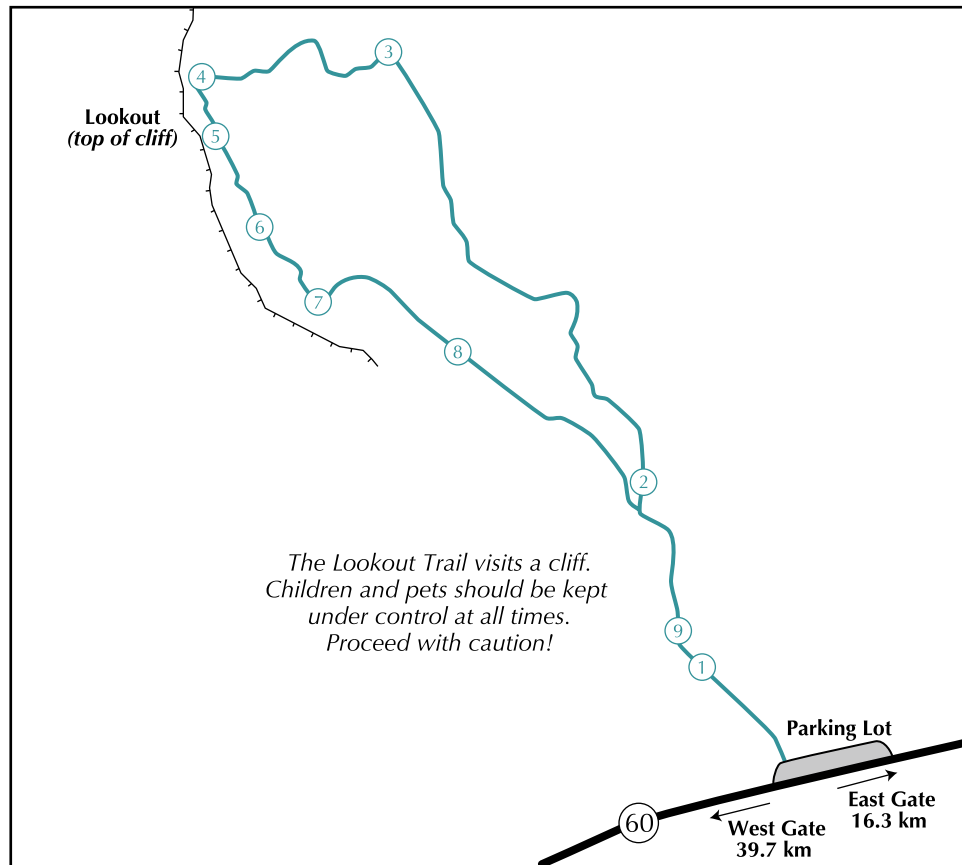 3
4
Lookout
(top of cliff)
5
6
7
8
2
The Lookout Trail visits a cliff.
Children and pets should be kept
under control at all times.
Proceed with caution!
9
1
Parking Lot
East Gate
16.3 km
60
West Gate
39.7 km